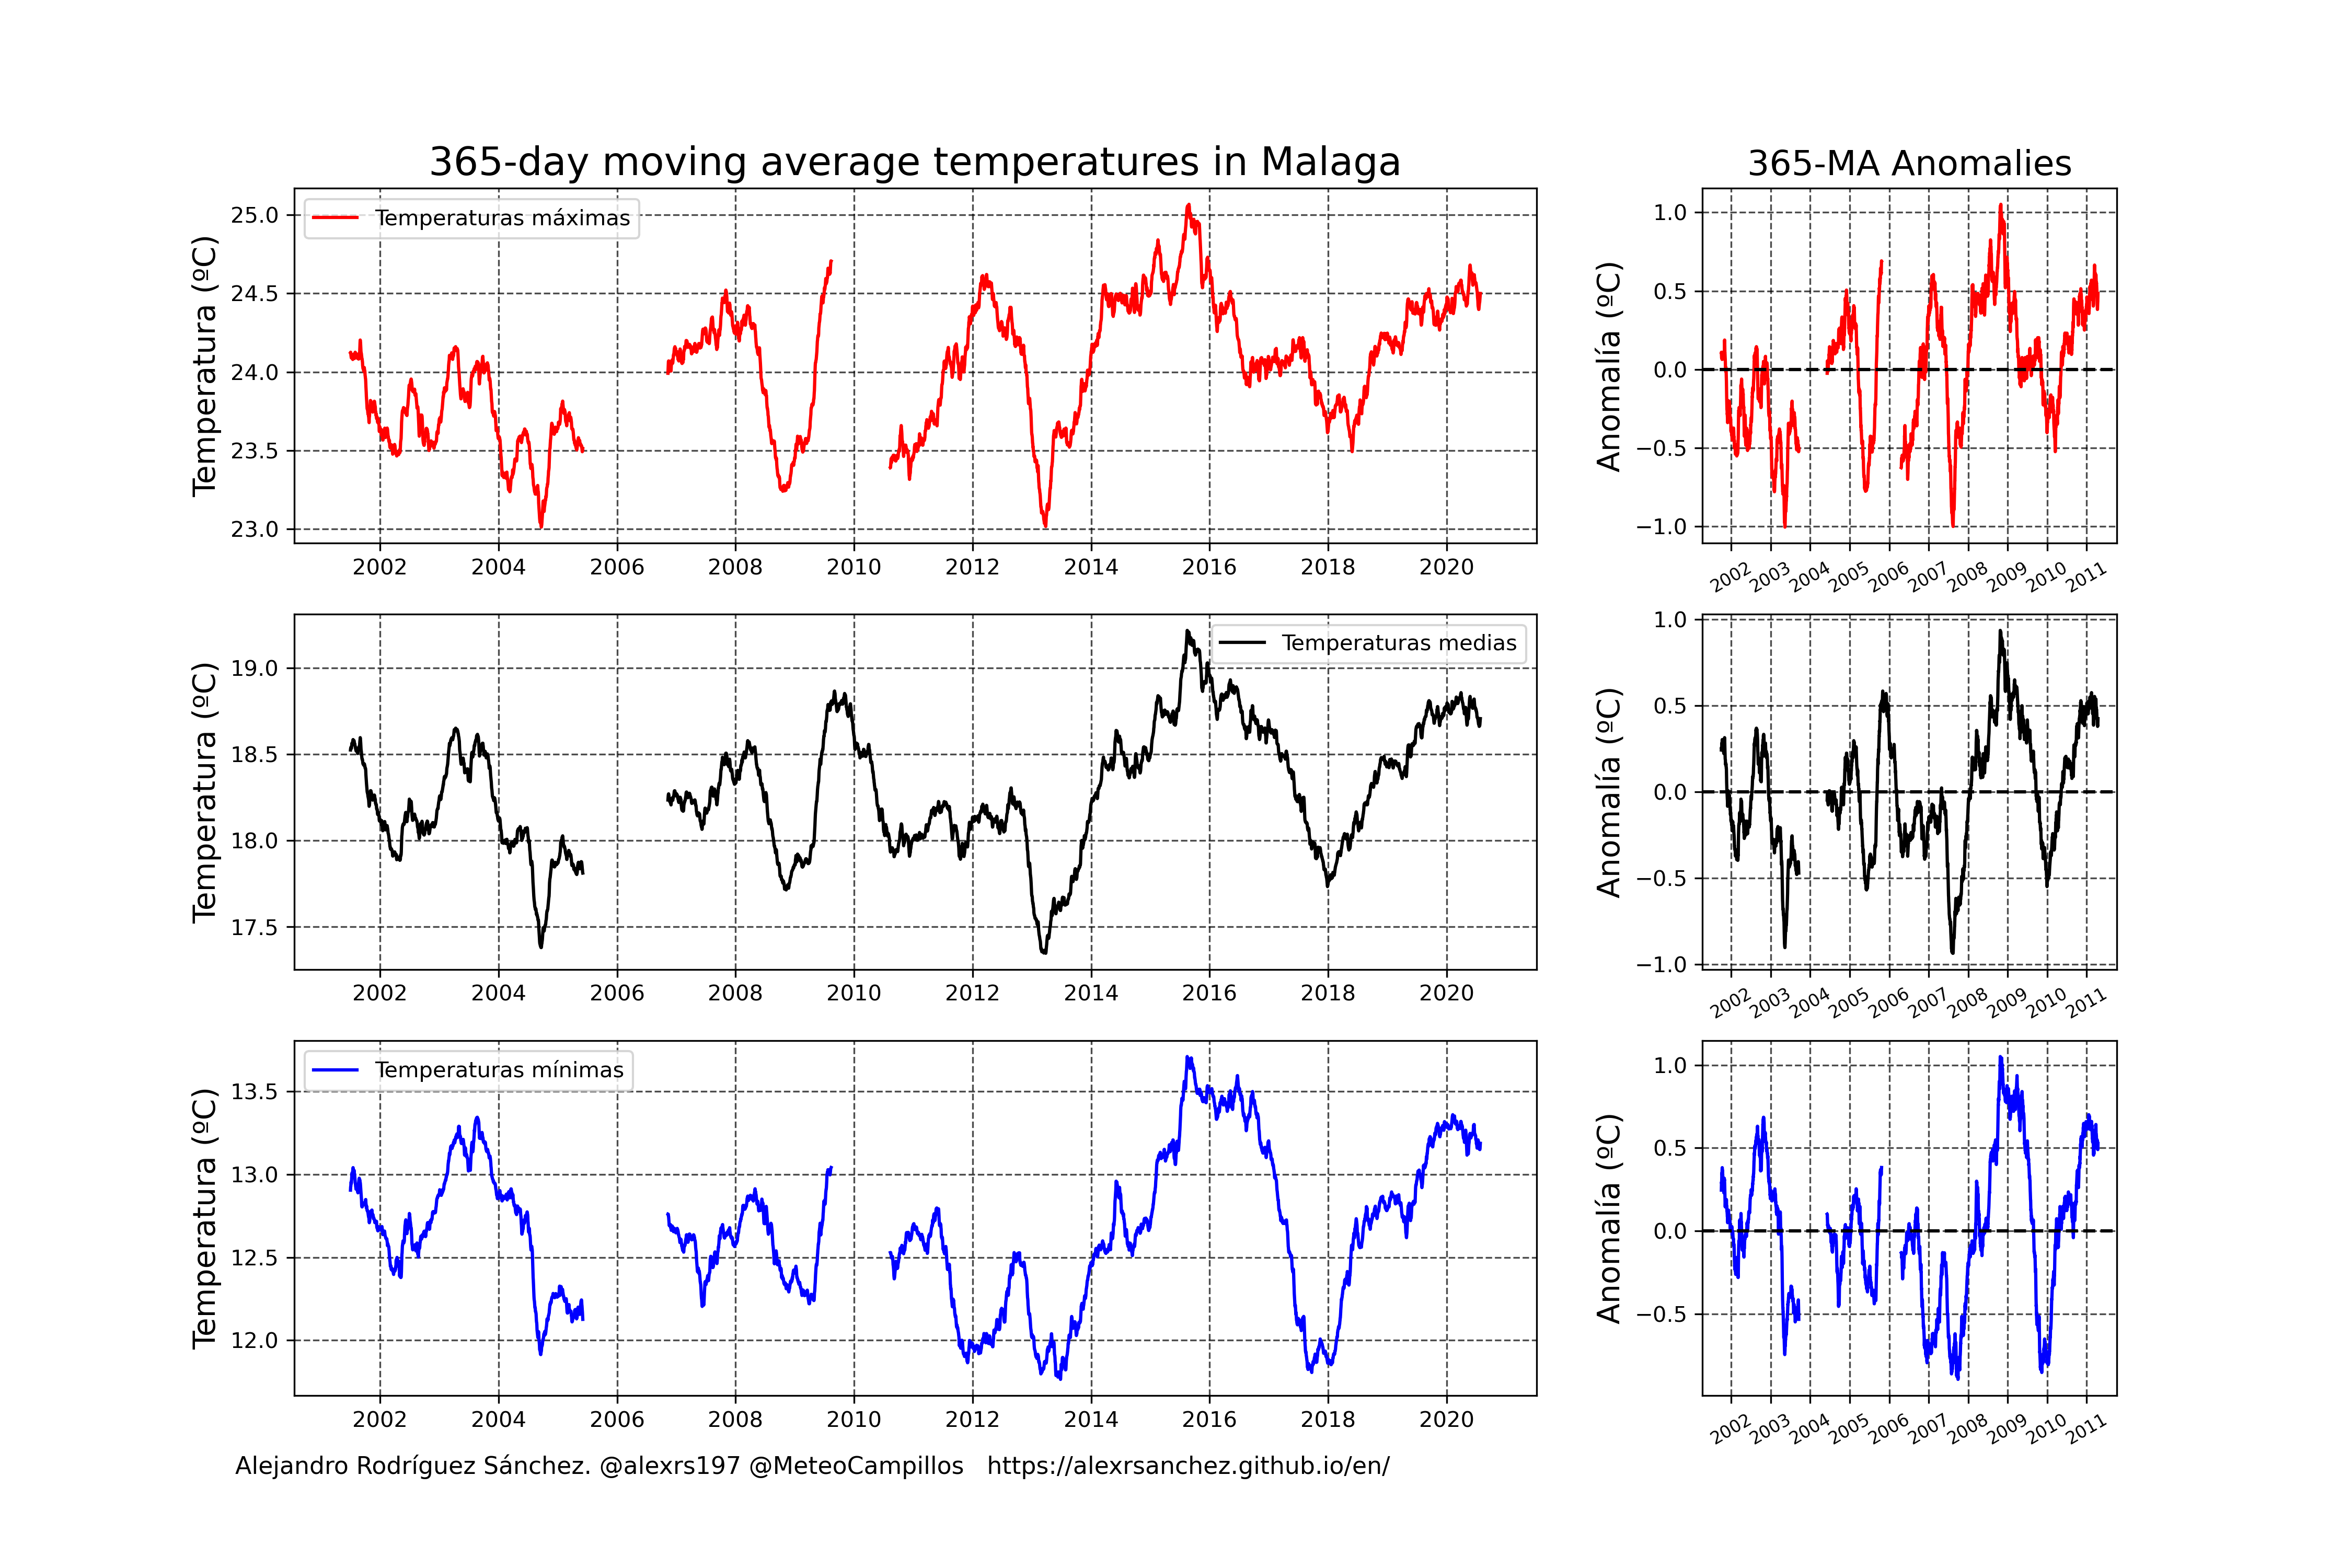 365-day moving average temperatures in Malaga
365-MA Anomalies
Temperatura (ºC)
25.0
24.5
24.0
23.5
23.0
Temperaturas máximas
2002 2004 2006 2008 2010 2012 2014 2016 2018 2020
Anomalía (ºC)
1.0
0.5
0.0
−0.5
−1.0
2002 2003 2004 2005 2006 2007 2008 2009 2010 2011
Temperatura (ºC)
19.0
18.5
18.0
17.5
Temperaturas medias
2002 2004 2006 2008 2010 2012 2014 2016 2018 2020
Anomalía (ºC)
1.0
0.5
0.0
−0.5
−1.0
2002 2003 2004 2005 2006 2007 2008 2009 2010 2011
Temperatura (ºC)
13.5
13.0
12.5
12.0
Temperaturas mínimas
2002 2004 2006 2008 2010 2012 2014 2016 2018 2020
Anomalía (ºC)
1.0
0.5
0.0
−0.5
2002 2003 2004 2005 2006 2007 2008 2009 2010 2011
Alejandro Rodríguez Sánchez. @alexrs197 @MeteoCampillos https://alexrsanchez.github.io/en/